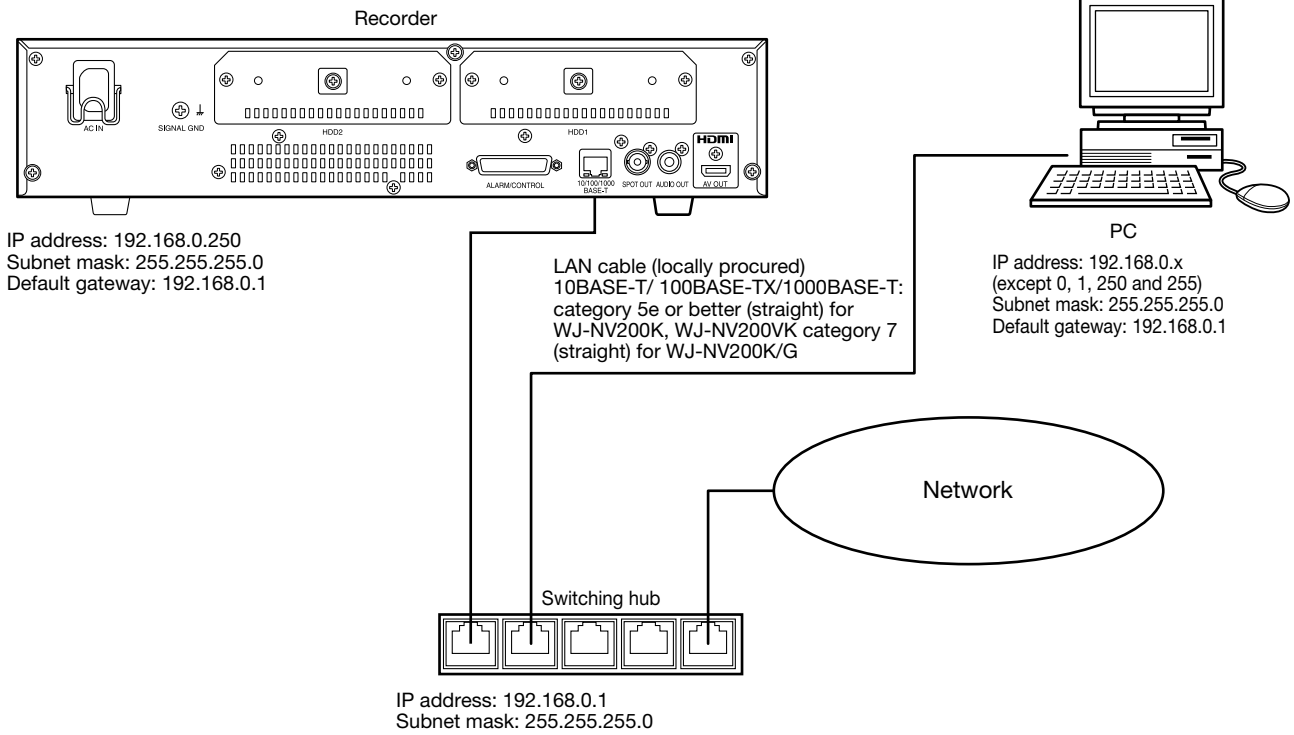 Recorder
AC IN
SIGNAL GND
HDD2
HDD1
HDMI
ALARM/CONTROL
10/100/1000
BASE-T
SPOT OUT
AUDIO OUT
AV OUT
IP address: 192.168.0.250
Subnet mask: 255.255.255.0
Default gateway: 192.168.0.1
PC
IP address: 192.168.0.x
(except 0, 1, 250 and 255)
Subnet mask: 255.255.255.0
Default gateway: 192.168.0.1
LAN cable (locally procured)
10BASE-T/ 100BASE-TX/1000BASE-T:
category 5e or better (straight) for
WJ-NV200K, WJ-NV200VK category 7
(straight) for WJ-NV200K/G
Network
Switching hub
IP address: 192.168.0.1
Subnet mask: 255.255.255.0